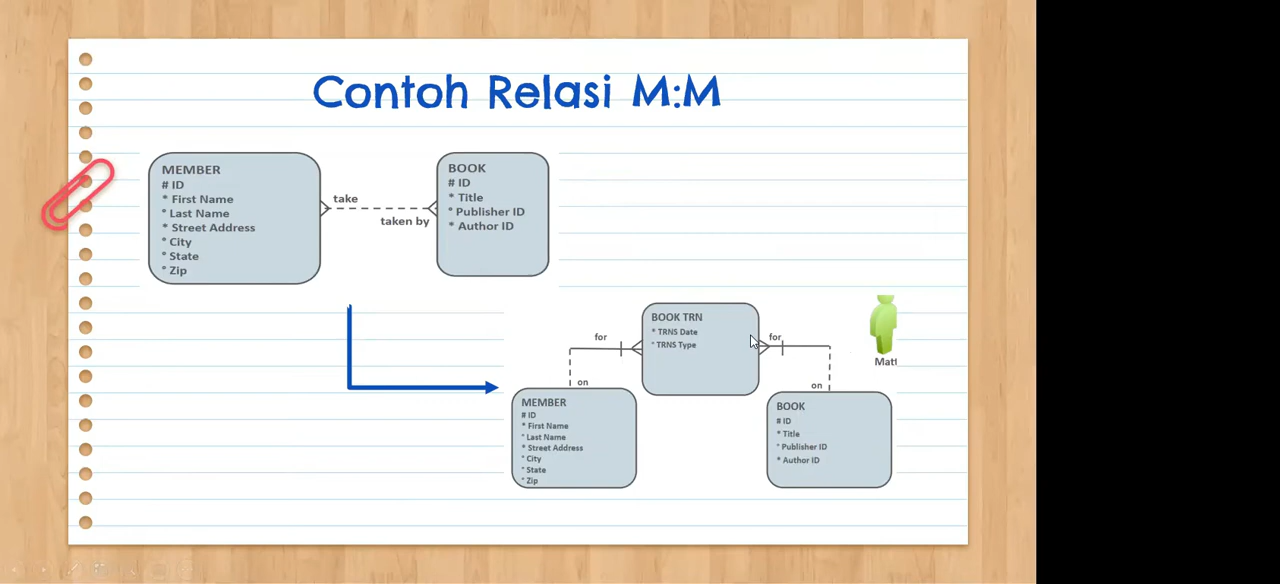 Contoh Relasi M:M
MEMBER
# ID
* First Name
° Last Name
* Street Address
° City
° State
° Zip
take
taken by
BOOK
# ID
* Title
° Publisher ID
* Author ID
BOOK TRN
* TRNS Date
° TRNS Type
for
on
for
on
MEMBER
# ID
* First Name
° Last Name
* Street Address
° City
° State
° Zip
BOOK
# ID
* Title
° Publisher ID
* Author ID
Matt